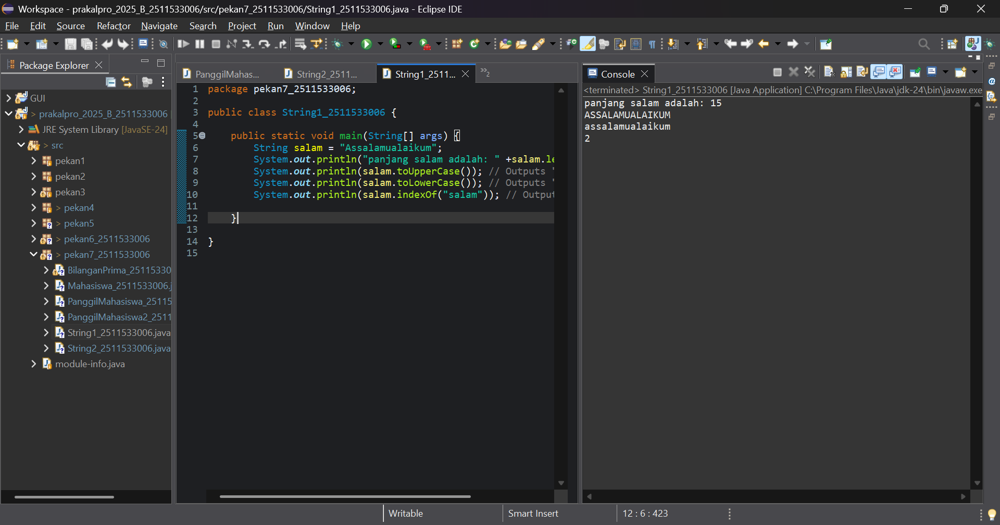 Workspace - prakalpro_2025_B_2511533006/src/pekan7_2511533006/String1_2511533006.java - Eclipse IDE
File Edit Source Refactor Navigate Search Project Run Window Help
Package Explorer
GUI
> prakalpro_2025_B_2511533006
JRE System Library [JavaSE-24]
> src
pekan1
pekan2
pekan3
> pekan4
> pekan5
> pekan6_2511533006
> pekan7_2511533006
BilanganPrima_25115330
Mahasiswa_2511533006.j
PanggilMahasiswa_25115
PanggilMahasiswa2_2511
String1_2511533006.java
String2_2511533006.java
module-info.java
PanggilMahas... String2_2511... String1_2511... »2
1 package pekan7_2511533006;
2
3 public class String1_2511533006 {
4
5 public static void main(String[] args) {
6 String salam = "Assalamualaikum";
7 System.out.println("panjang salam adalah: " +salam.le
8 System.out.println(salam.toUpperCase()); // Outputs "
9 System.out.println(salam.toLowerCase()); // Outputs "
10 System.out.println(salam.indexOf("salam")); // Output
11
12 }
13
14 }
15
Console
<terminated> String1_2511533006 [Java Application] C:\Program Files\Java\jdk-24\bin\javaw.exe
panjang salam adalah: 15
ASSALAMUALAIKUM
assalamualaikum
2
Writable Smart Insert 12 : 6 : 423